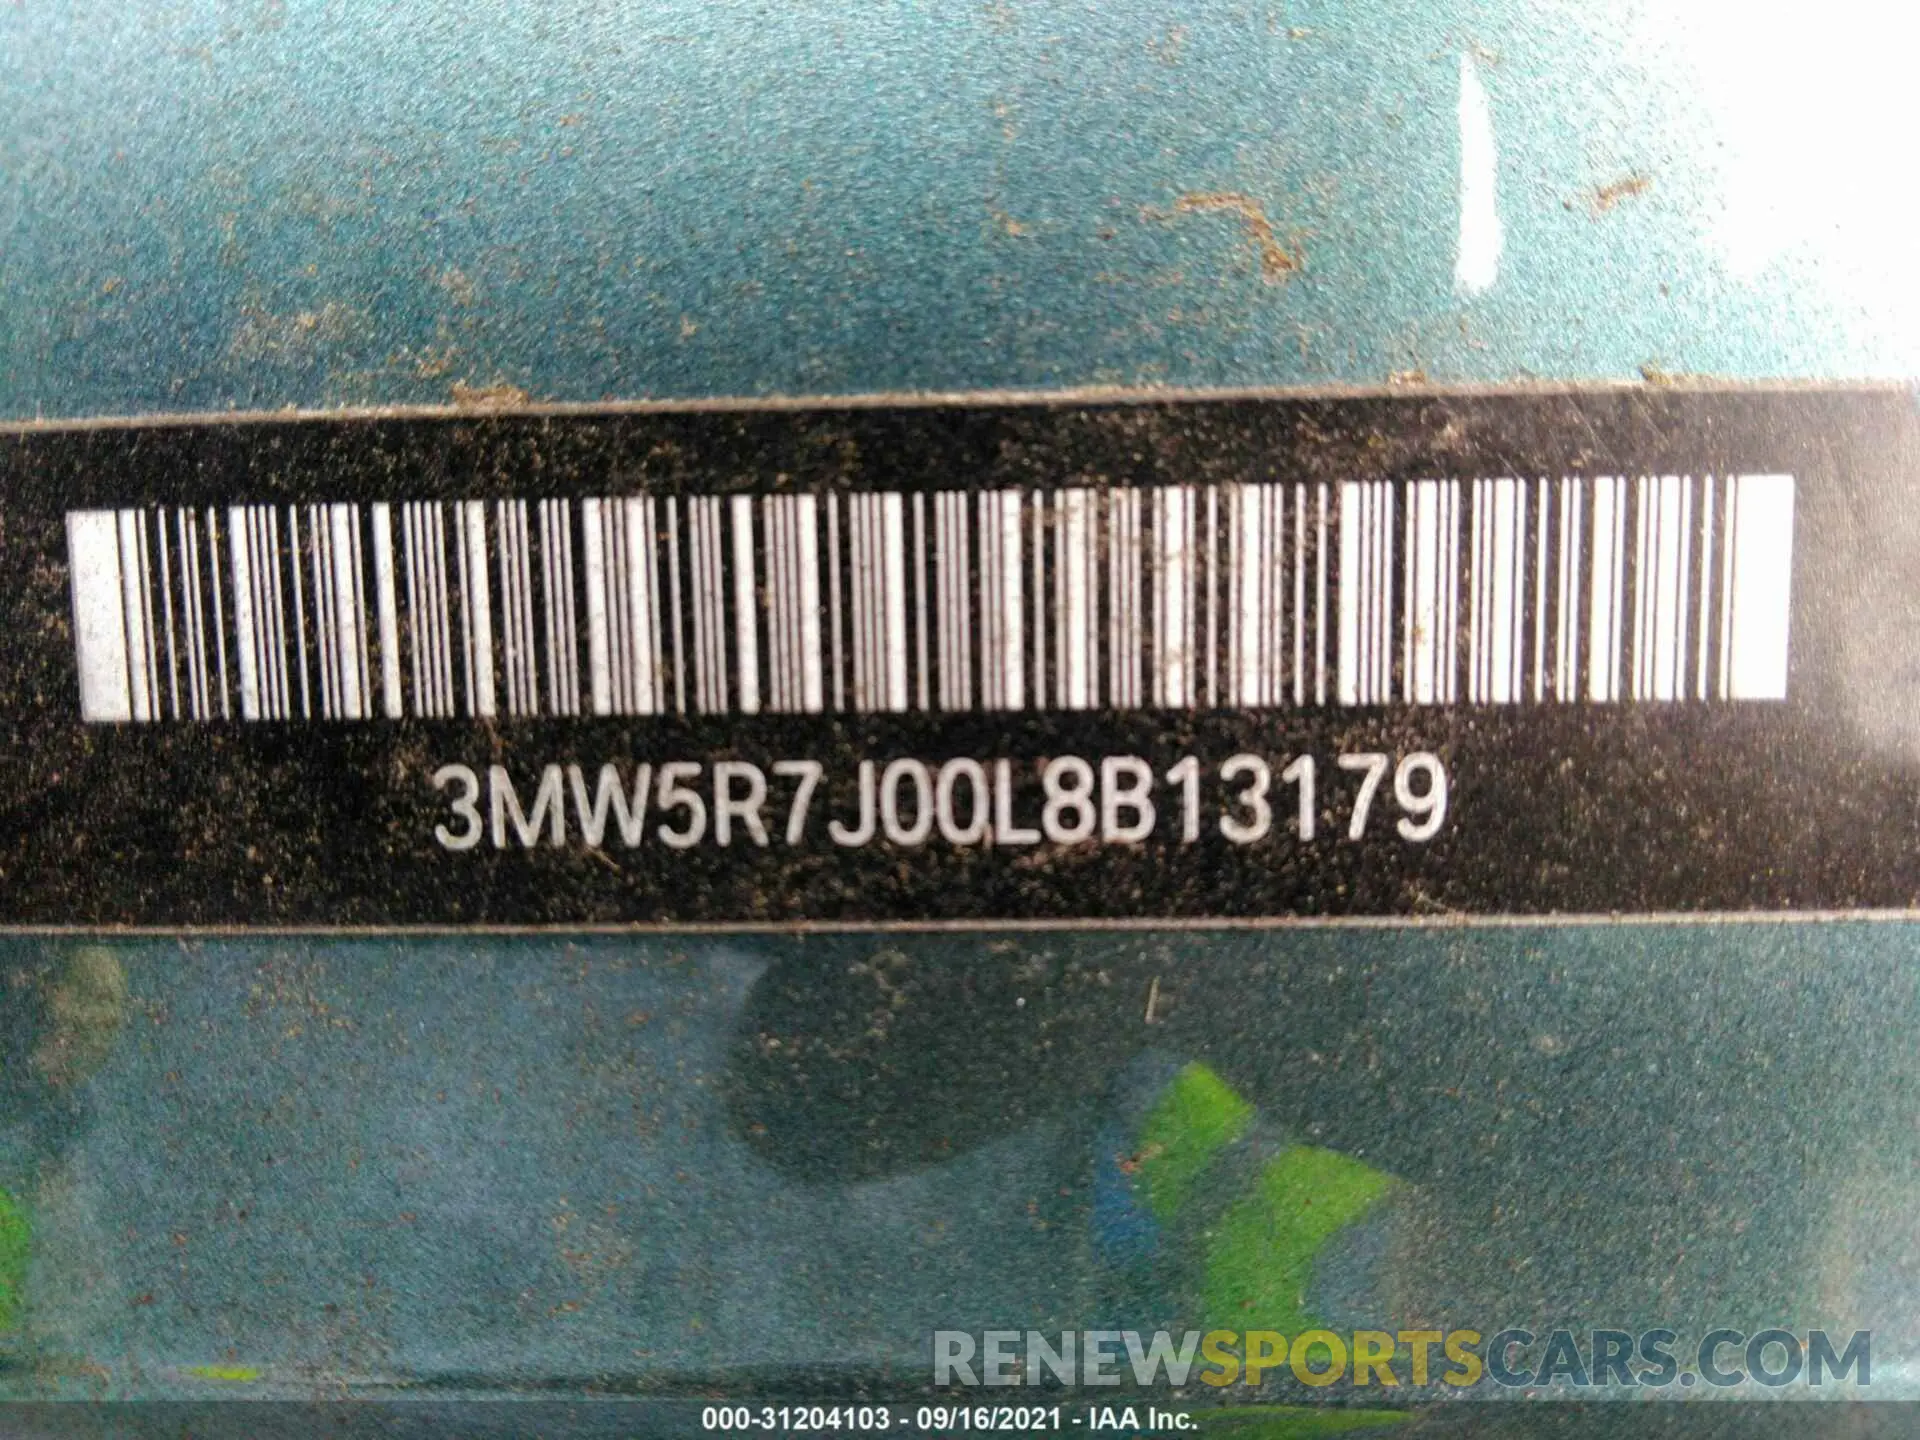 3MW5R7J00L8B13179
RENEWSPORTSCARS.COM
000-31204103 - 09/16/2021 - IAA Inc.